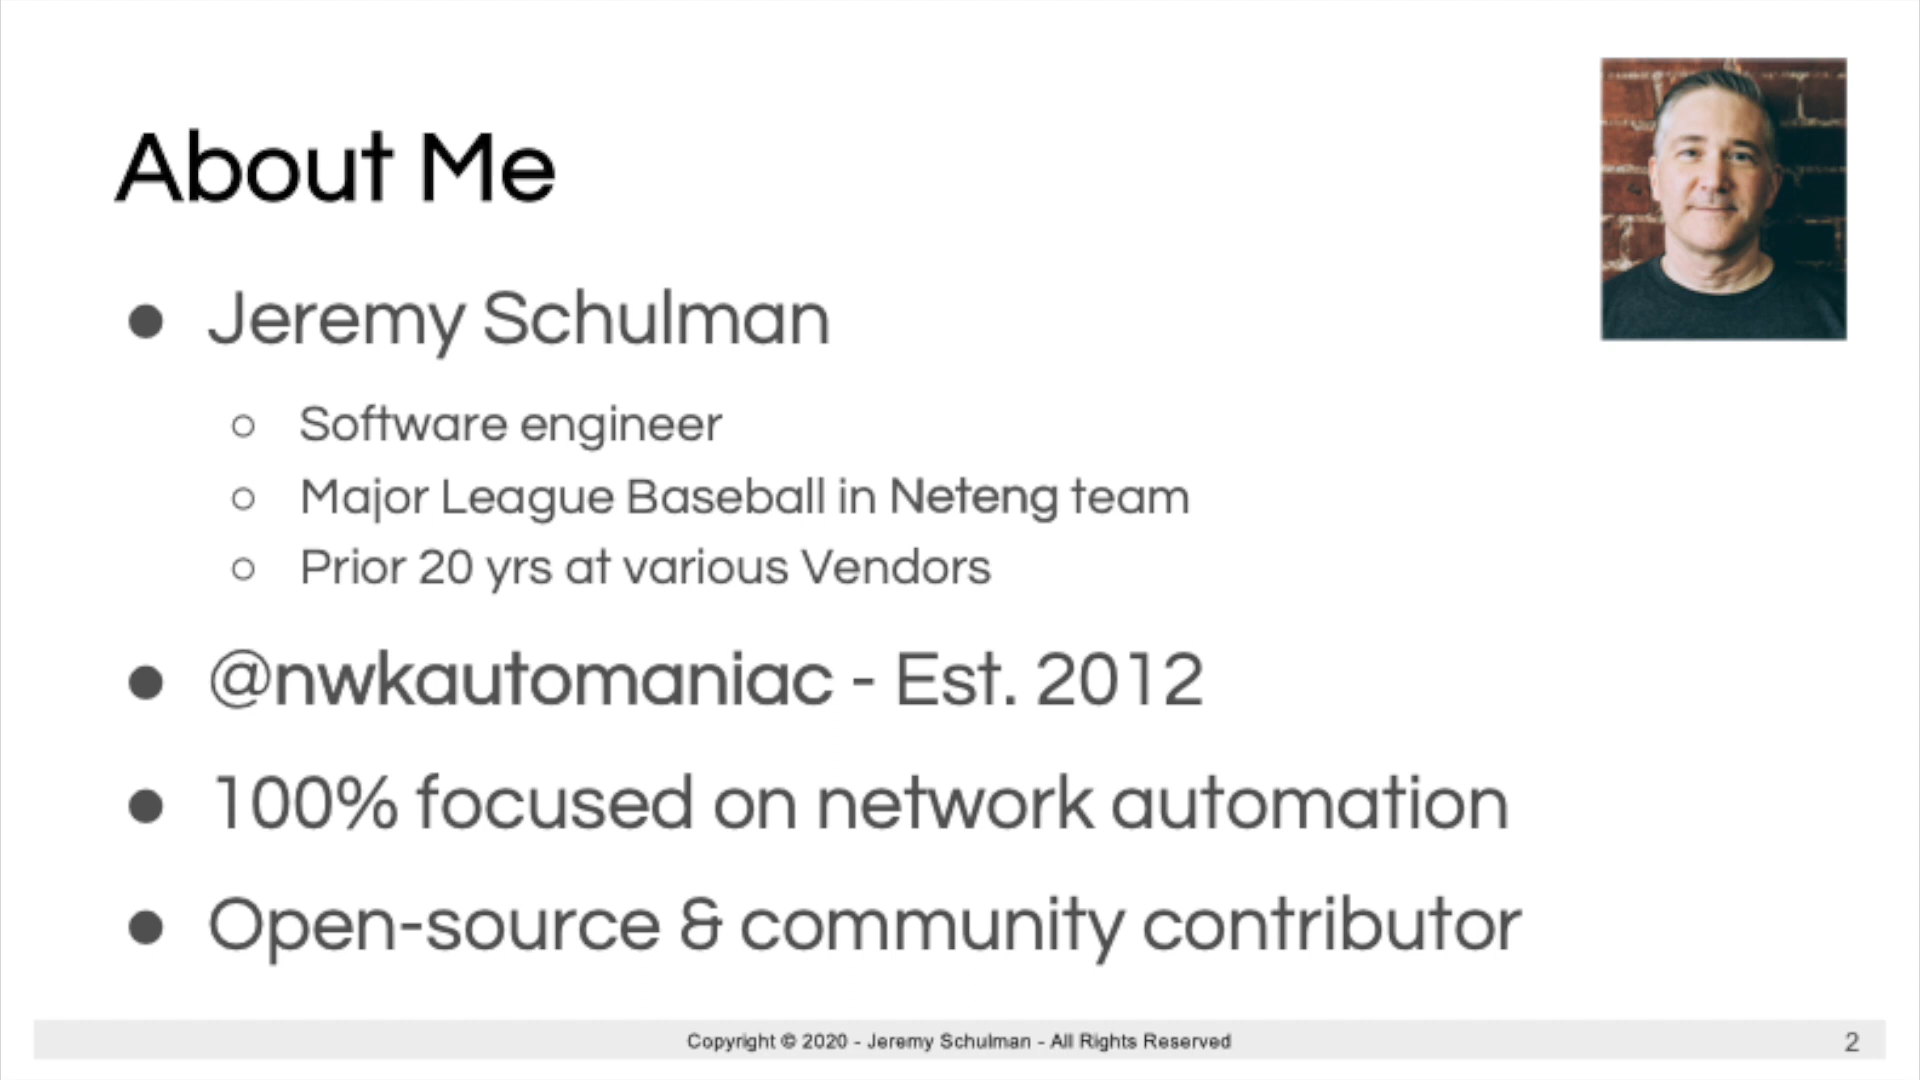 About Me
● Jeremy Schulman
○ Software engineer
○ Major League Baseball in Neteng team
○ Prior 20 yrs at various Vendors
● @nwkautomaniac - Est. 2012
● 100% focused on network automation
● Open-source & community contributor
Copyright © 2020 - Jeremy Schulman - All Rights Reserved
2